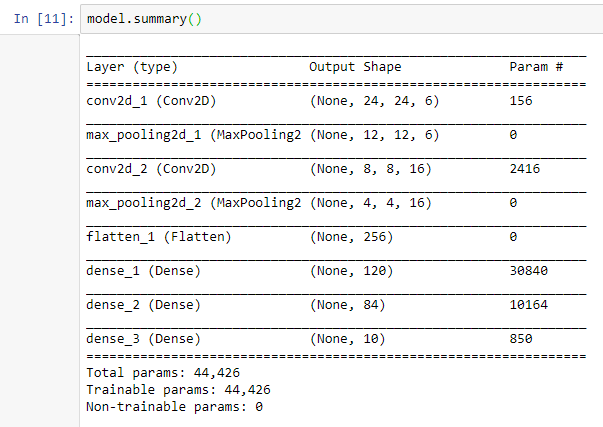 In [11]: model.summary()
_________________________________________________________________
Layer (type)                 Output Shape              Param #
=================================================================
conv2d_1 (Conv2D)            (None, 24, 24, 6)         156
_________________________________________________________________
max_pooling2d_1 (MaxPooling2 (None, 12, 12, 6)         0
_________________________________________________________________
conv2d_2 (Conv2D)            (None, 8, 8, 16)          2416
_________________________________________________________________
max_pooling2d_2 (MaxPooling2 (None, 4, 4, 16)          0
_________________________________________________________________
flatten_1 (Flatten)          (None, 256)               0
_________________________________________________________________
dense_1 (Dense)              (None, 120)               30840
_________________________________________________________________
dense_2 (Dense)              (None, 84)                10164
_________________________________________________________________
dense_3 (Dense)              (None, 10)                850
=================================================================
Total params: 44,426
Trainable params: 44,426
Non-trainable params: 0